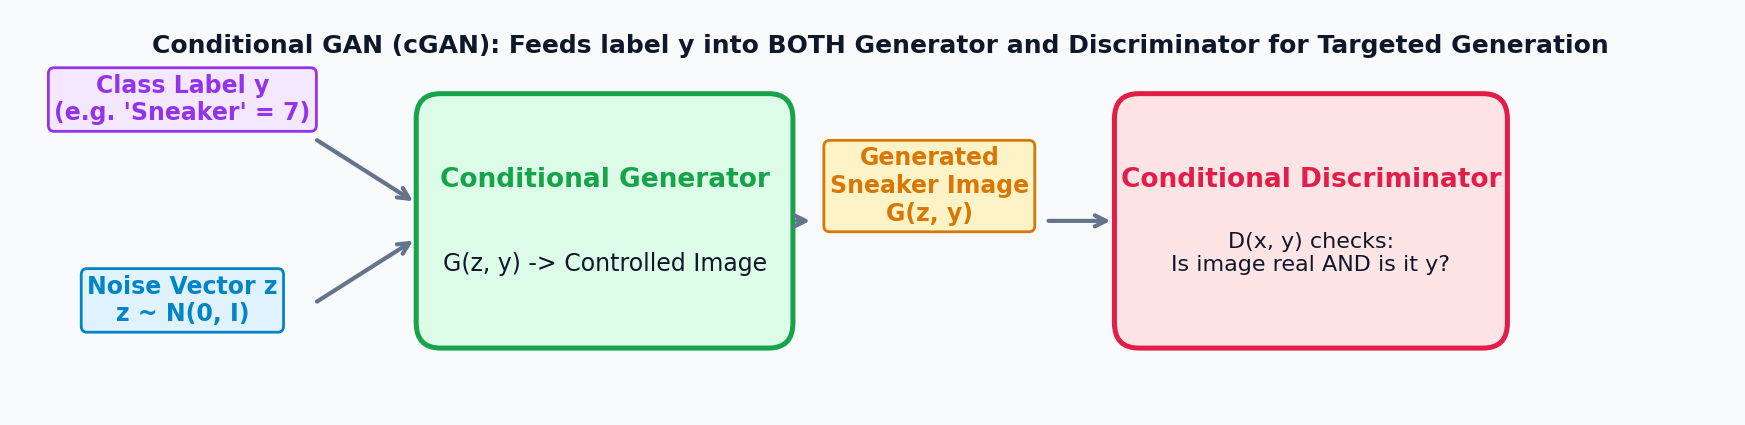 Conditional GAN (cGAN): Feeds label y into BOTH Generator and Discriminator for Targeted Generation
Class Label y
(e.g. 'Sneaker' = 7)
Noise Vector z
z ~ N(0, I)
Conditional Generator
G(z, y) -> Controlled Image
Generated
Sneaker Image
G(z, y)
Conditional Discriminator
D(x, y) checks:
Is image real AND is it y?